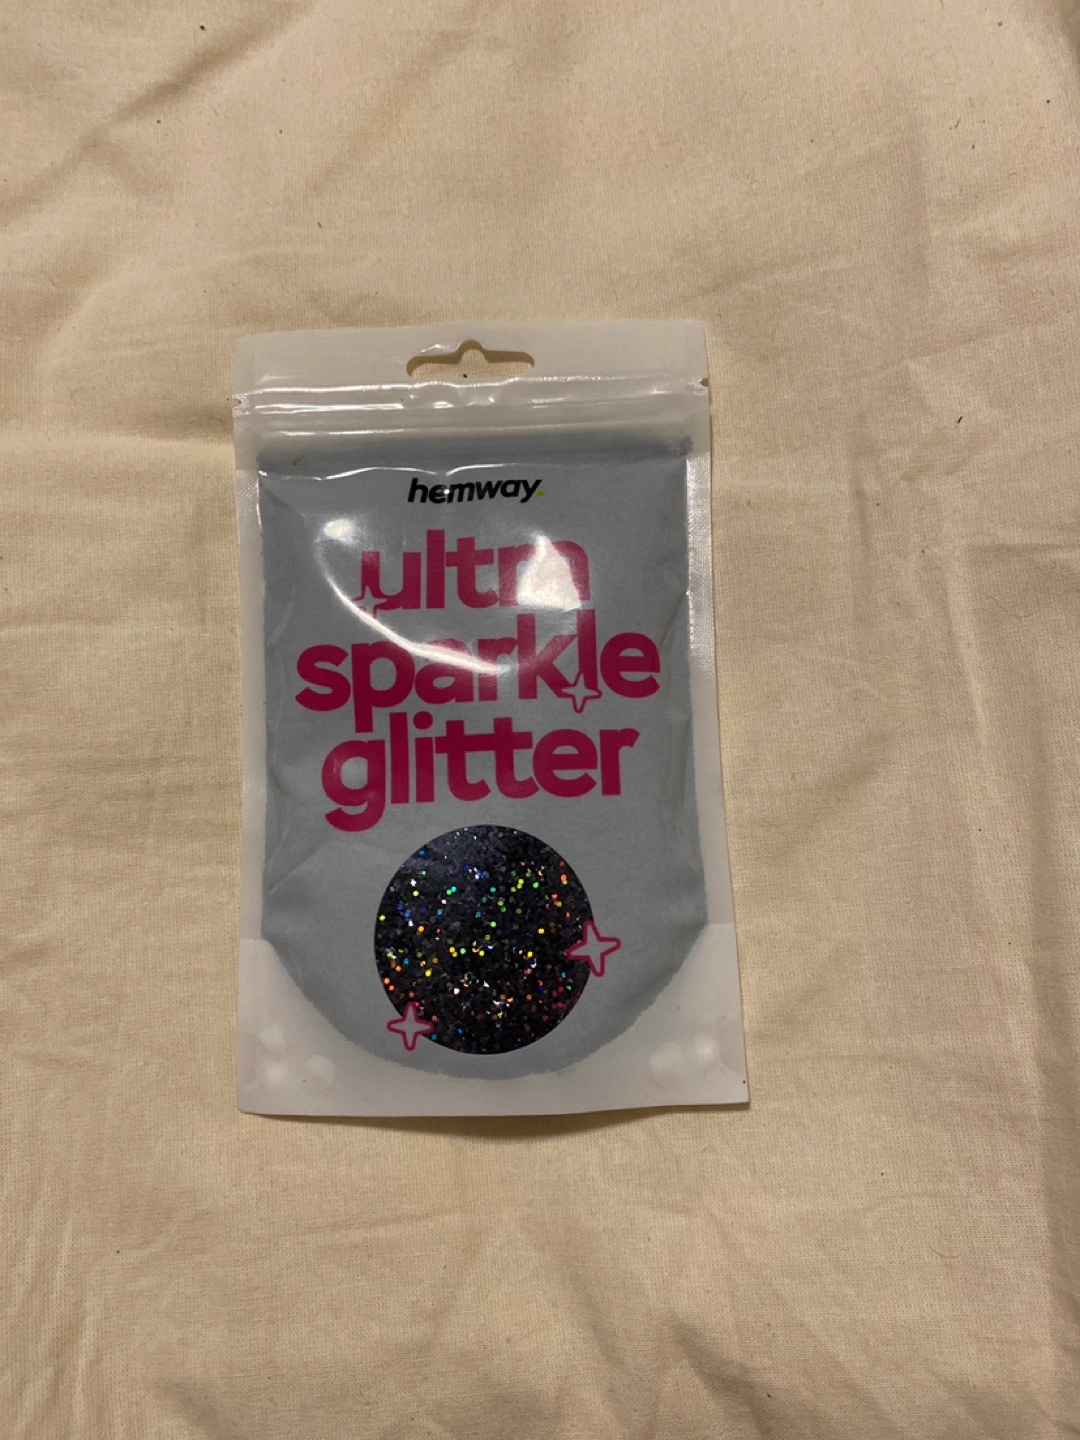 hemway.
ultra
sparkle
glitter